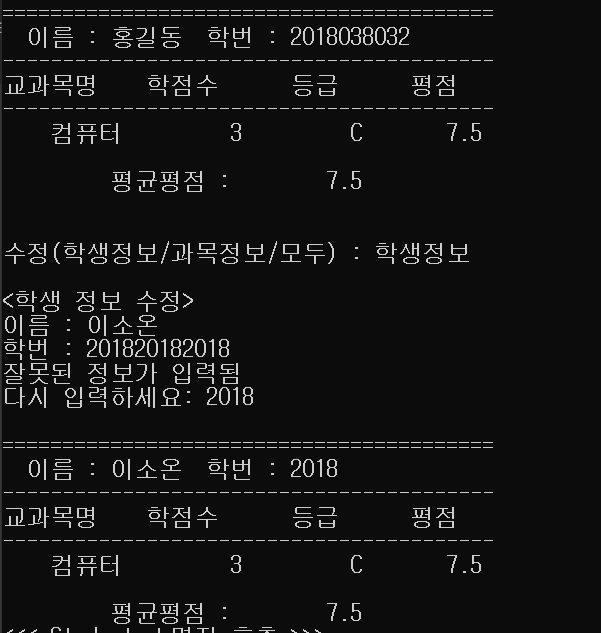 =========================================
이름 : 홍길동 학번 : 2018038032
-----------------------------------------
교과목명 학점수 등급 평점
-----------------------------------------
컴퓨터 3 C 7.5
평균평점 : 7.5
수정(학생정보/과목정보/모두) : 학생정보
<학생 정보 수정>
이름 : 이소온
학번 : 201820182018
잘못된 정보가 입력됨
다시 입력하세요: 2018
=========================================
이름 : 이소온 학번 : 2018
-----------------------------------------
교과목명 학점수 등급 평점
-----------------------------------------
컴퓨터 3 C 7.5
평균평점 : 7.5